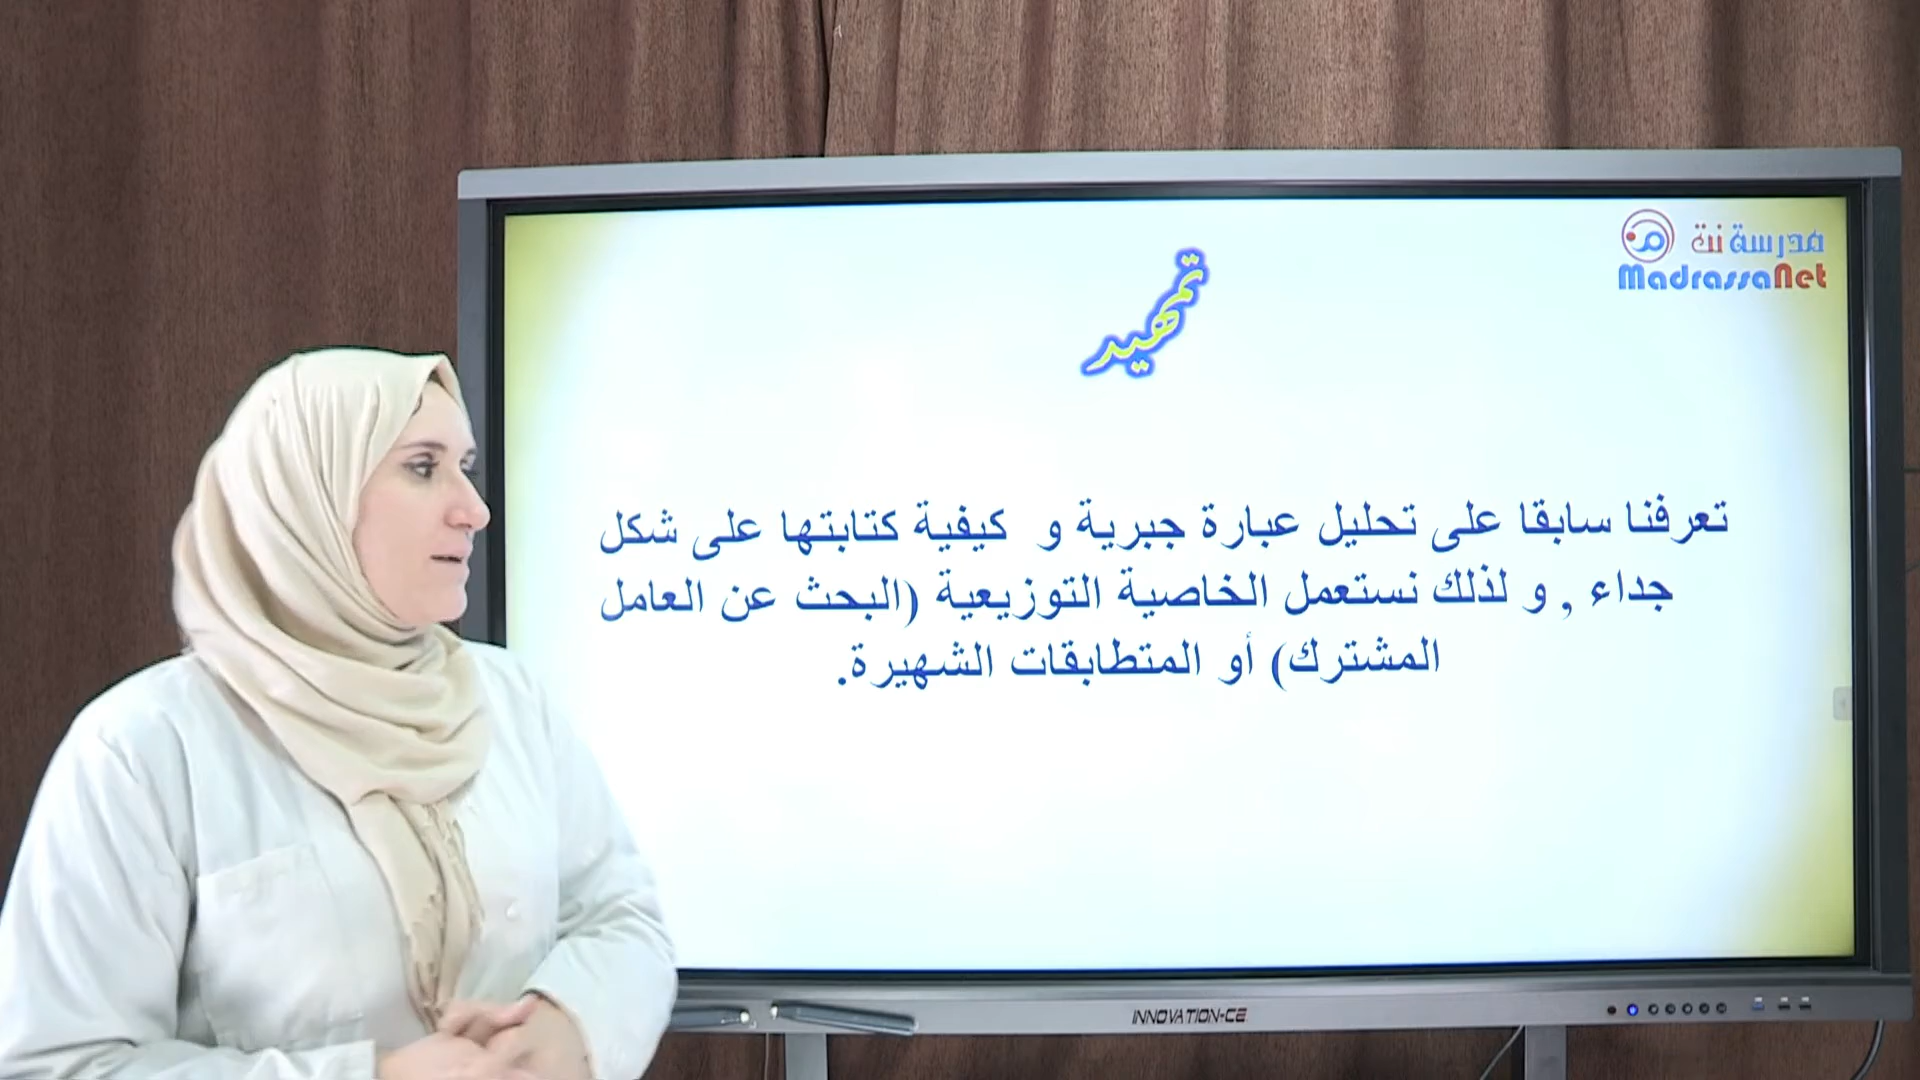 مدرسة نت
MadrassaNet
تمهيد
تعرفنا سابقا على تحليل عبارة جبرية و كيفية كتابتها على شكل
جداء , و لذلك نستعمل الخاصية التوزيعية (البحث عن العامل
المشترك) أو المتطابقات الشهيرة.
INNOVATION-CE